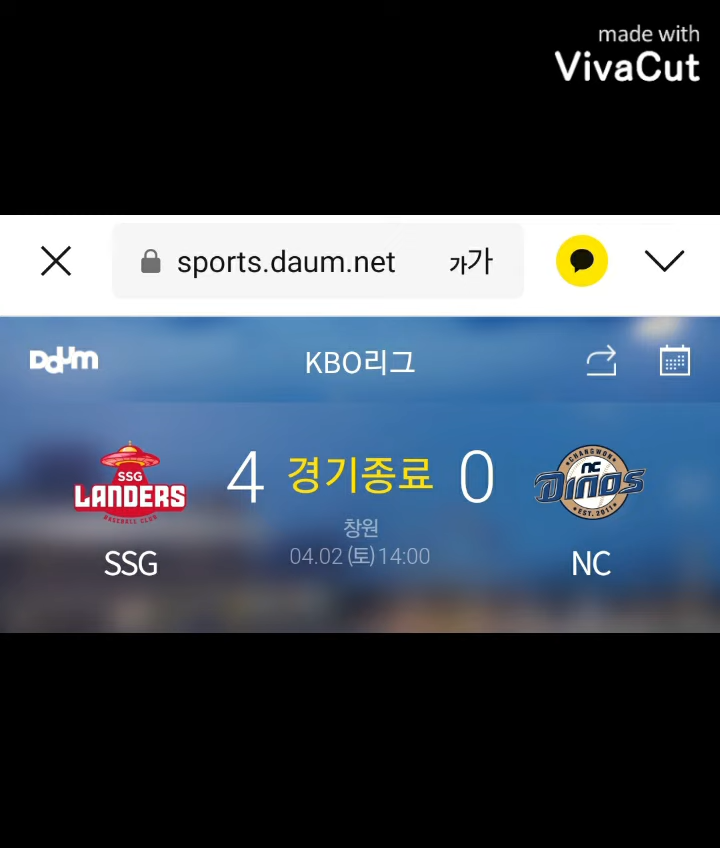 made with
VivaCut
sports.daum.net 가가
Daum KBO리그
SSG
LANDERS
BASEBALL CLUB
4 경기종료 0
CHANGWON
NC
DINOS
EST. 2011
창원
04.02 (토) 14:00
SSG NC